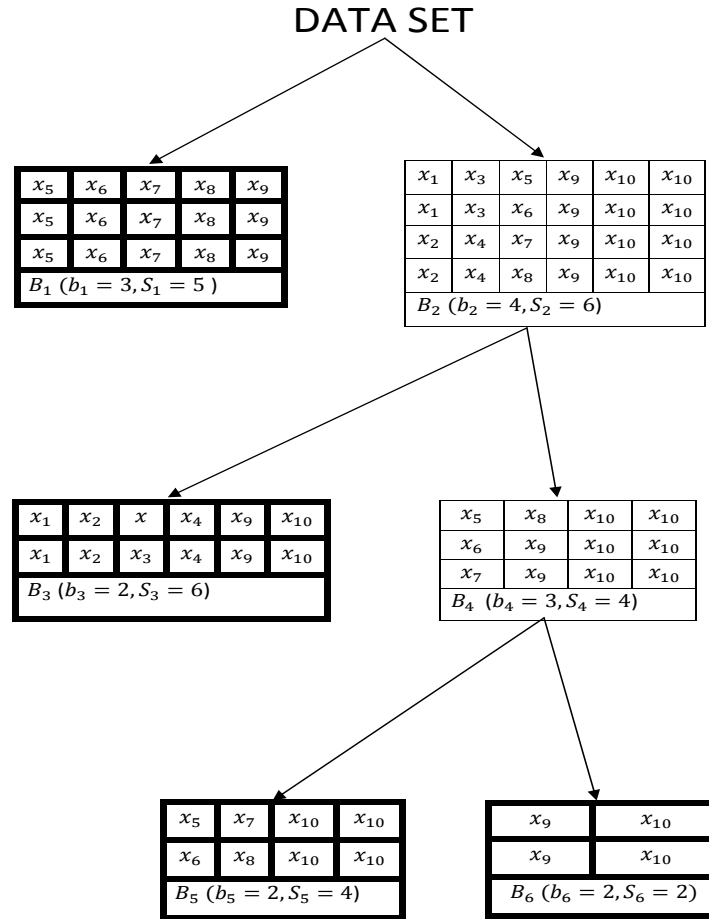 DATA SET
x₅ x₆ x₇ x₈ x₉
x₅ x₆ x₇ x₈ x₉
x₅ x₆ x₇ x₈ x₉
B₁ (b₁ = 3, S₁ = 5 )
x₁ x₃ x₅ x₉ x₁₀ x₁₀
x₁ x₃ x₆ x₉ x₁₀ x₁₀
x₂ x₄ x₇ x₉ x₁₀ x₁₀
x₂ x₄ x₈ x₉ x₁₀ x₁₀
B₂ (b₂ = 4, S₂ = 6)
x₁ x₂ x x₄ x₉ x₁₀
x₁ x₂ x₃ x₄ x₉ x₁₀
B₃ (b₃ = 2, S₃ = 6)
x₅ x₈ x₁₀ x₁₀
x₆ x₉ x₁₀ x₁₀
x₇ x₉ x₁₀ x₁₀
B₄ (b₄ = 3, S₄ = 4)
x₅ x₇ x₁₀ x₁₀
x₆ x₈ x₁₀ x₁₀
B₅ (b₅ = 2, S₅ = 4)
x₉ x₁₀
x₉ x₁₀
B₆ (b₆ = 2, S₆ = 2)